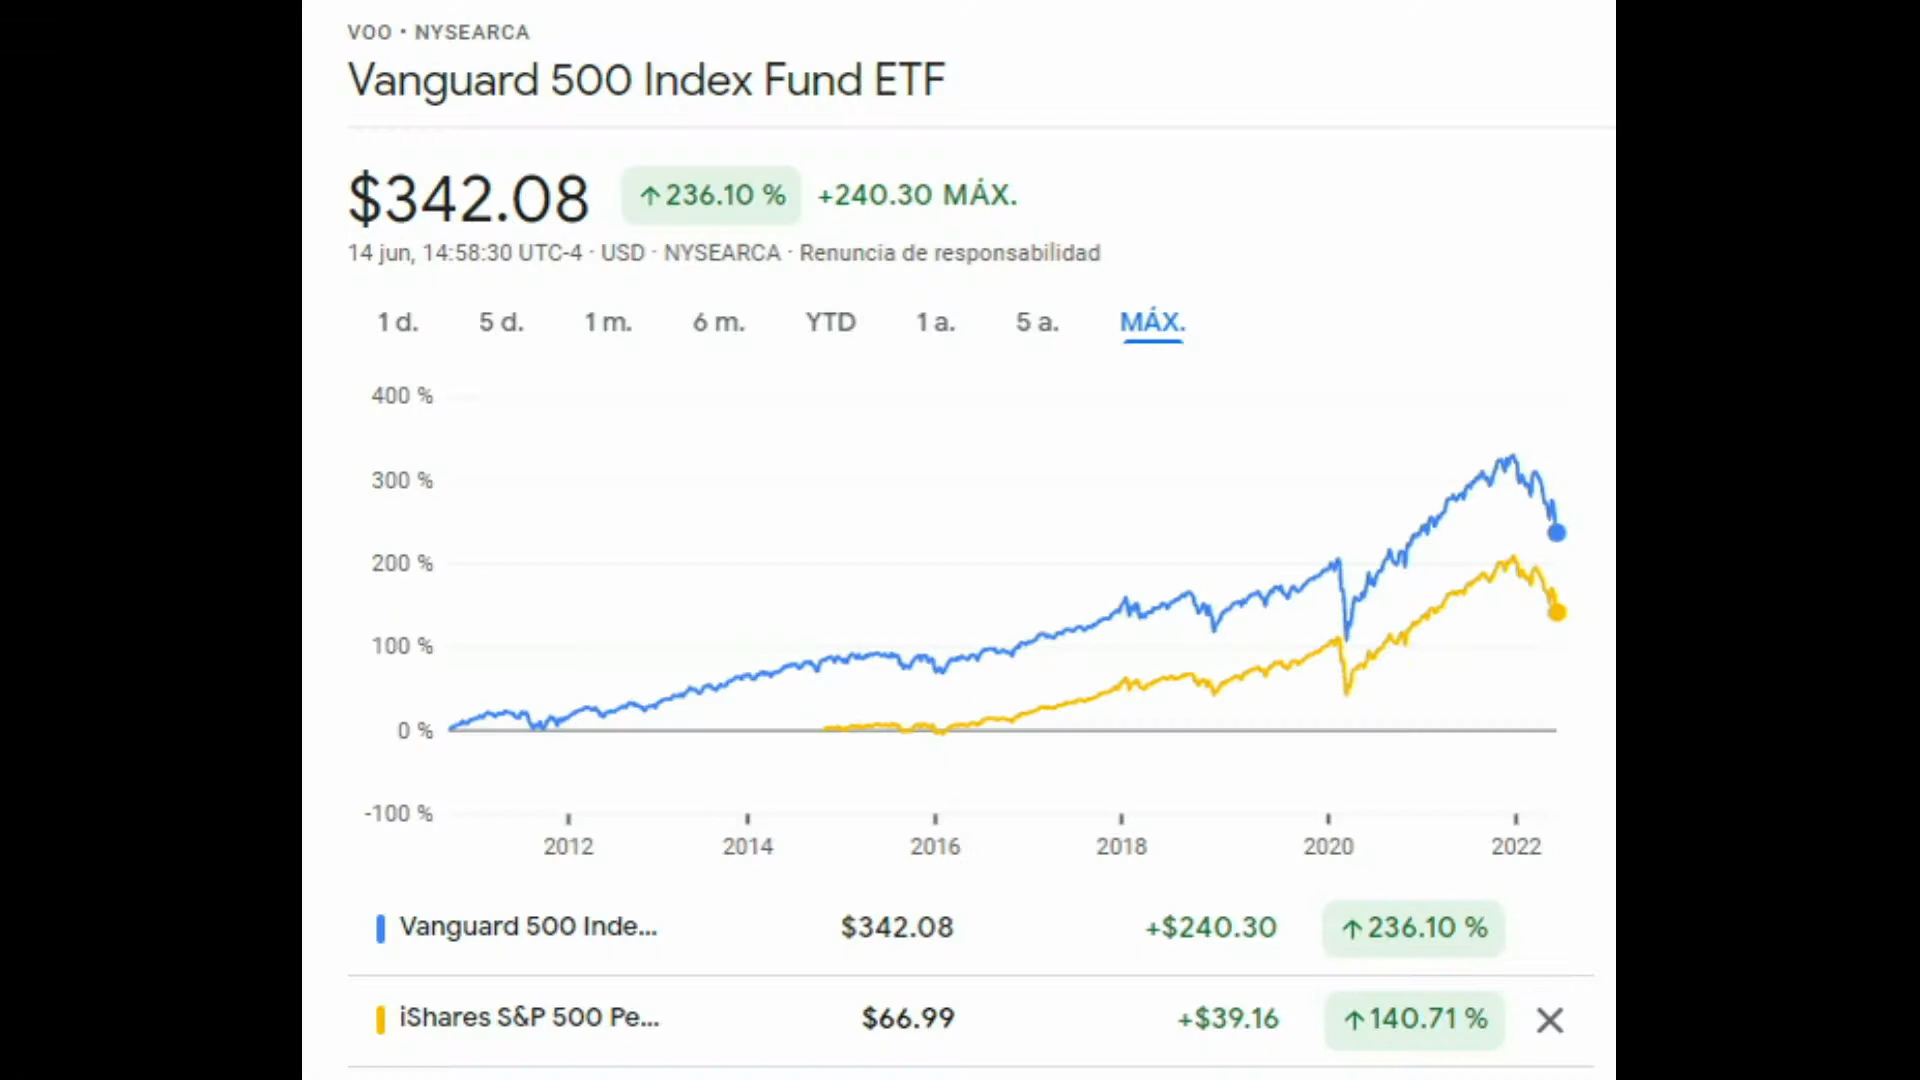 VOO • NYSEARCA
Vanguard 500 Index Fund ETF
$342.08 ↑236.10 % +240.30 MÁX.
14 jun, 14:58:30 UTC-4 · USD · NYSEARCA · Renuncia de responsabilidad
1 d. 5 d. 1 m. 6 m. YTD 1 a. 5 a. MÁX.
400 %
300 %
200 %
100 %
0 %
-100 %
2012 2014 2016 2018 2020 2022
Vanguard 500 Inde... $342.08 +$240.30 ↑236.10 %
iShares S&P 500 Pe... $66.99 +$39.16 ↑140.71 %